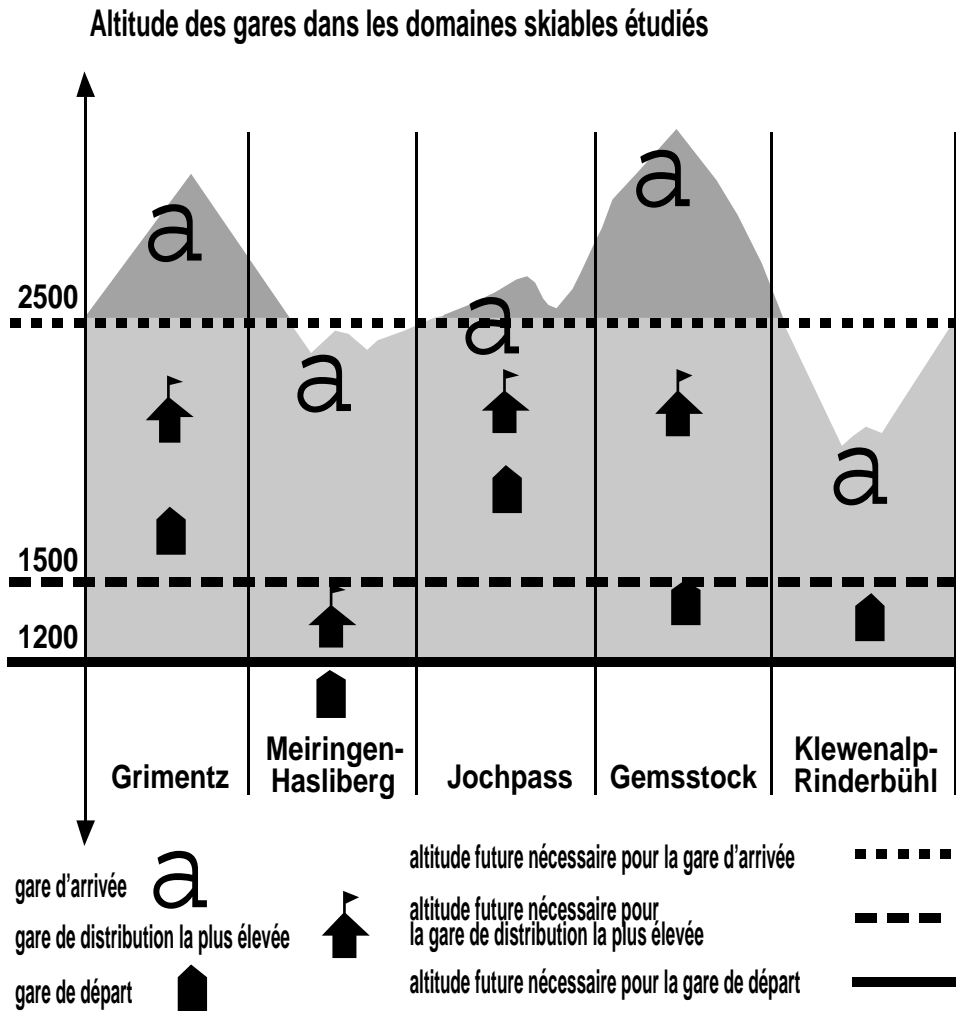 Altitude des gares dans les domaines skiables étudiés
a
a
2500
a
a
a
1500
1200
Grimentz
Meiringen-
Hasliberg
Jochpass
Gemsstock
Klewenalp-
Rinderbühl
gare d'arrivée a
gare de distribution la plus élevée
gare de départ
altitude future nécessaire pour la gare d'arrivée
altitude future nécessaire pour
la gare de distribution la plus élevée
altitude future nécessaire pour la gare de départ